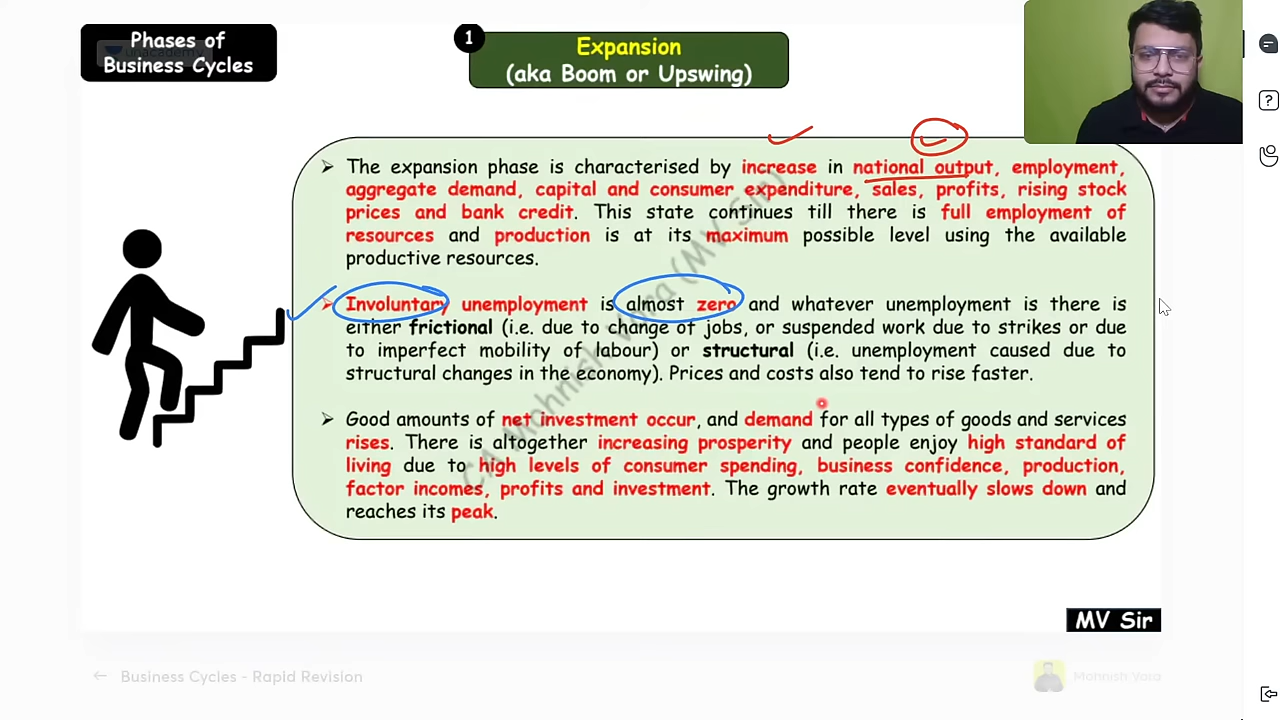 Phases of
Business Cycles
1
Expansion
(aka Boom or Upswing)
➢ The expansion phase is characterised by increase in national output, employment,
aggregate demand, capital and consumer expenditure, sales, profits, rising stock
prices and bank credit. This state continues till there is full employment of
resources and production is at its maximum possible level using the available
productive resources.
➢ Involuntary unemployment is almost zero and whatever unemployment is there is
either frictional (i.e. due to change of jobs, or suspended work due to strikes or due
to imperfect mobility of labour) or structural (i.e. unemployment caused due to
structural changes in the economy). Prices and costs also tend to rise faster.
➢ Good amounts of net investment occur, and demand for all types of goods and services
rises. There is altogether increasing prosperity and people enjoy high standard of
living due to high levels of consumer spending, business confidence, production,
factor incomes, profits and investment. The growth rate eventually slows down and
reaches its peak.
CA Mohnish Vora (MV Sir)
MV Sir
← Business Cycles - Rapid Revision
Mohnish Vora